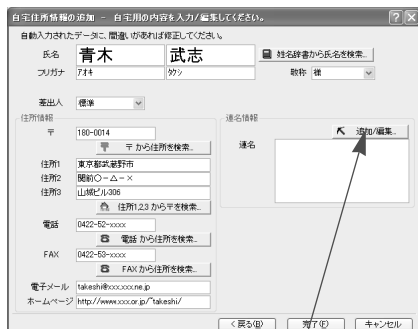 自宅住所情報の追加 - 自宅用の内容を入力/編集してください。
自動入力されたデータに、間違いがあれば修正してください。
氏名 青木 武志 姓名辞書から氏名を検索...
フリガナ アオキ タケシ 敬称 様
差出人 標準
住所情報
〒 180-0014
〒から住所を検索...
住所1 東京都武蔵野市
住所2 関前○-△-×
住所3 山城ビル306
住所1,2,3から〒を検索...
電話 0422-52-xxxx
電話 から住所を検索...
FAX 0422-53-xxxx
FAX から住所を検索...
電子メール takeshi@xxx.xxx.ne.jp
ホームページ http://www.xxx.or.jp/~takeshi/
連名情報
追加/編集...
連名
< 戻る(B) 完了(F) キャンセル